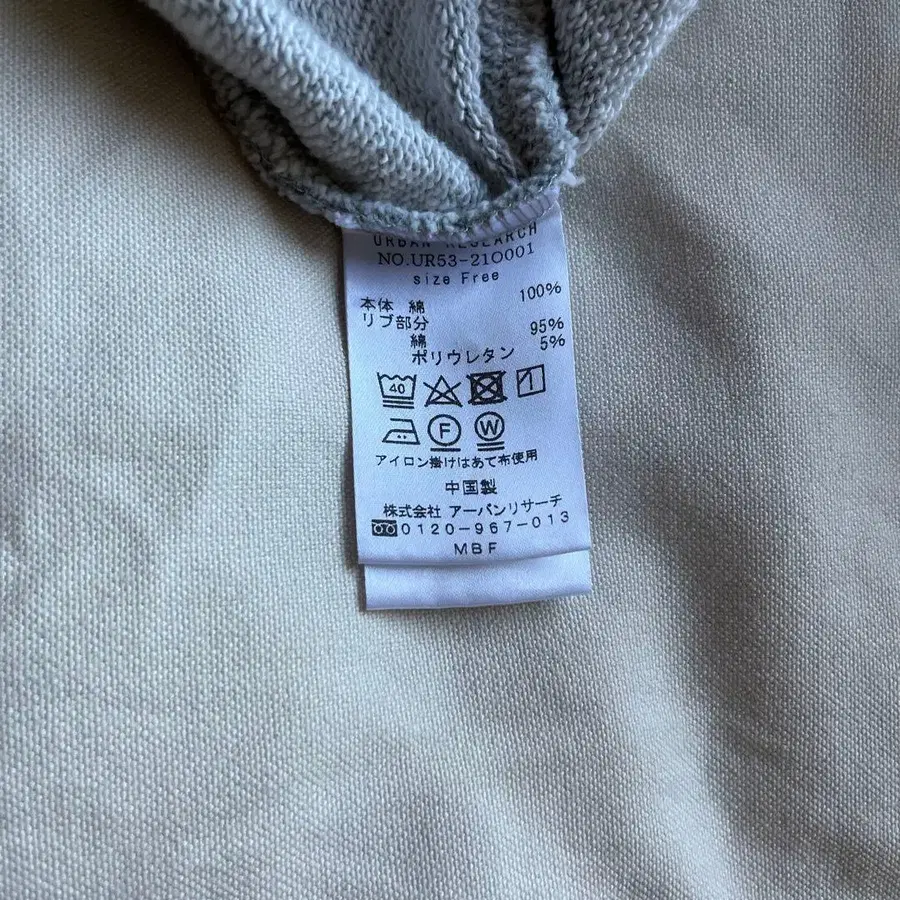 URBAN RESEARCH
NO.UR53-21O001
size Free
本体 綿 100%
リブ部分
綿 95%
ポリウレタン 5%
40
F W
アイロン掛けはあて布使用
中国製
株式会社 アーバンリサーチ
0120-967-013
MBF